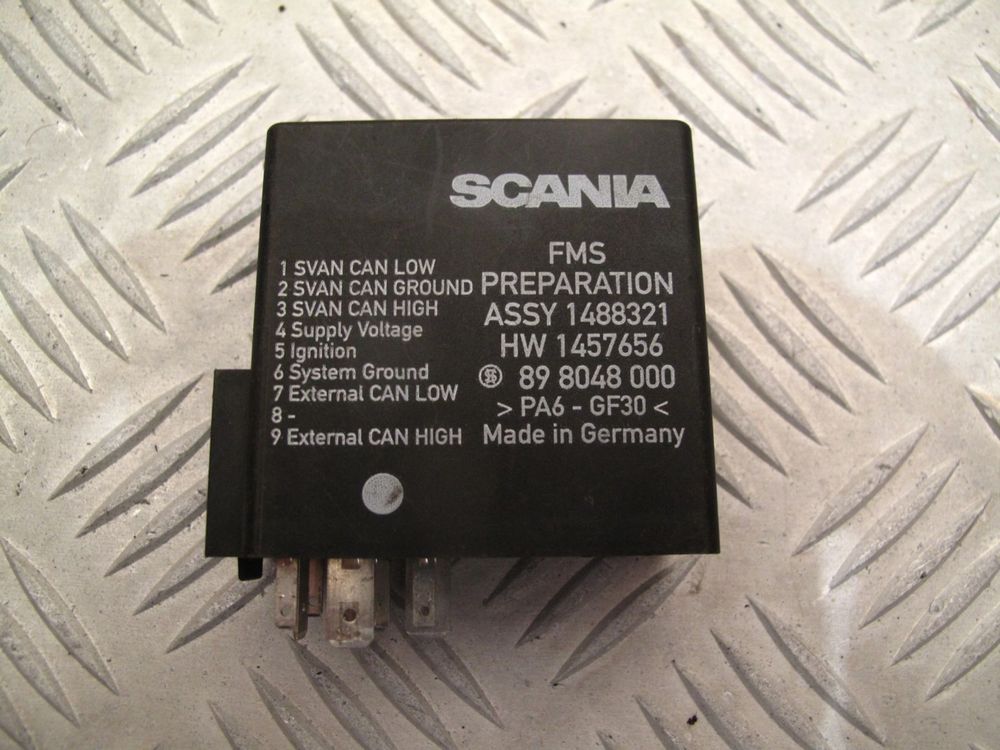 SCANIA
FMS
PREPARATION
ASSY 1488321
HW 1457656
89 8048 000
> PA6 - GF30 <
Made in Germany
1 SVAN CAN LOW
2 SVAN CAN GROUND
3 SVAN CAN HIGH
4 Supply Voltage
5 Ignition
6 System Ground
7 External CAN LOW
8 -
9 External CAN HIGH